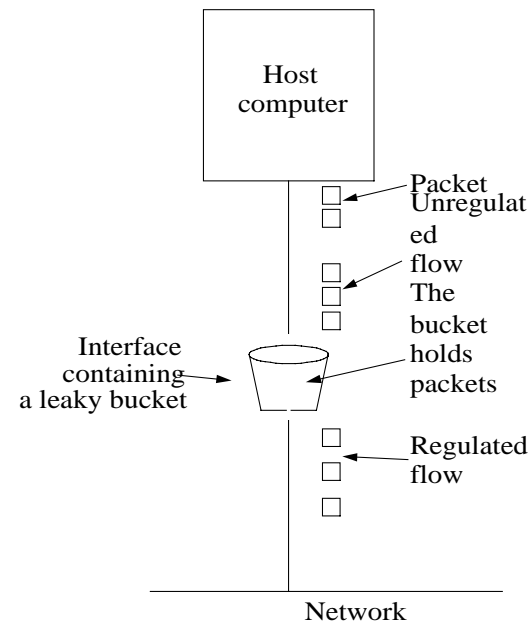 Host
computer
Packet
Unregulat
ed
flow
The
bucket
holds
packets
Interface
containing
a leaky bucket
Regulated
flow
Network